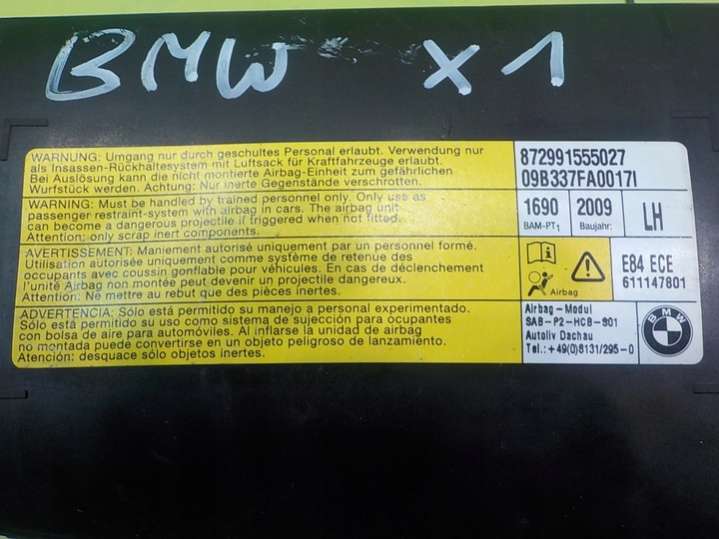 BMW X1
WARNUNG: Umgang nur durch geschultes Personal erlaubt. Verwendung nur
als Insassen-Rückhaltesystem mit Luftsack für Kraftfahrzeuge erlaubt.
Bei Auslösung kann die nicht montierte Airbag-Einheit zum gefährlichen
Wurfstück werden. Achtung: Nur inerte Gegenstände verschrotten.
WARNING: Must be handled by trained personnel only. Only use as
passenger restraint-system with airbag in cars. The airbag unit
can become a dangerous projectile if triggered when not fitted.
Attention: only scrap inert components.
AVERTISSEMENT: Maniement autorisé uniquement par un personnel formé.
Utilisation autorisée uniquement comme système de retenue des
occupants avec coussin gonflable pour véhicules. En cas de déclenchement
l'unité Airbag non montée peut devenir un projectile dangereux.
Attention: Ne mettre au rebut que des pièces inertes.
ADVERTENCIA: Sólo está permitido su manejo a personal experimentado.
Sólo está permitido su uso como sistema de sujeción para ocupantes
con bolsa de aire para automóviles. Al inflarse la unidad de airbag
no montada puede convertirse en un objeto peligroso de lanzamiento.
Atención: desguace sólo objetos inertes.
872991555027
09B337FA0017I
1690
BAM-PT1
2009
Baujahr:
LH
Airbag
E84 ECE
611147801
Airbag-Modul
SAB-P2-HCB-S01
Autoliv Dachau
Tel.: +49(0)8131/295-0
BMW